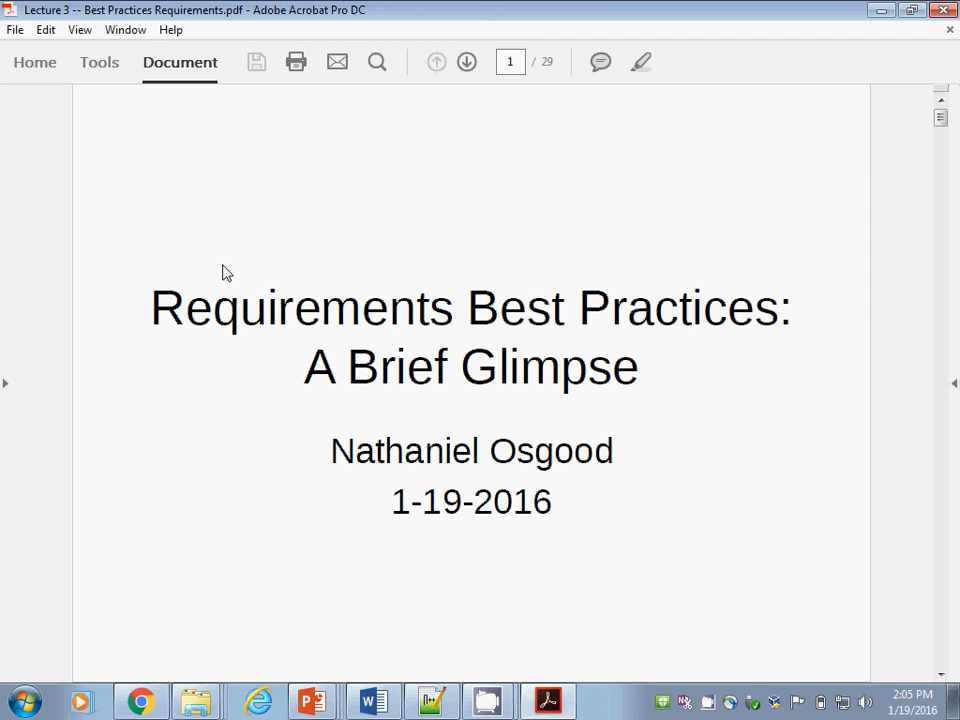 Lecture 3 -- Best Practices Requirements.pdf - Adobe Acrobat Pro DC
File Edit View Window Help
Home Tools Document 1 / 29
Requirements Best Practices:
A Brief Glimpse
Nathaniel Osgood
1-19-2016
2:05 PM
1/19/2016